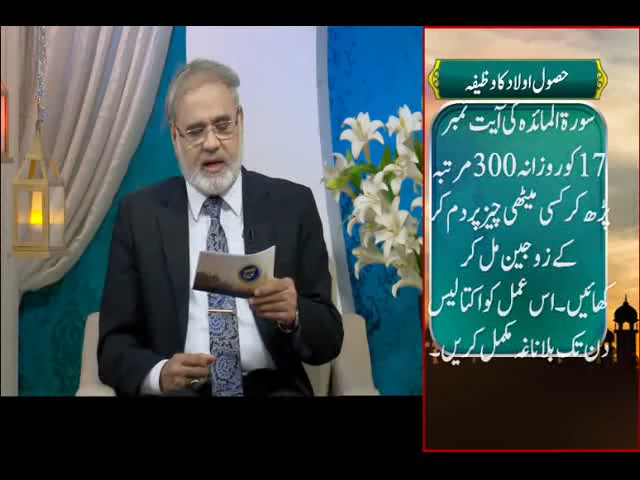 حصول اولاد کا وظیفہ
سورۃ المائدہ کی آیت نمبر
17 کو روزانہ 300 مرتبہ
پڑھ کر کسی میٹھی چیز پر دم کر
کے زوجین مل کر
کھائیں۔ اس عمل کو اکتالیس
دن تک بلاناغہ مکمل کریں۔